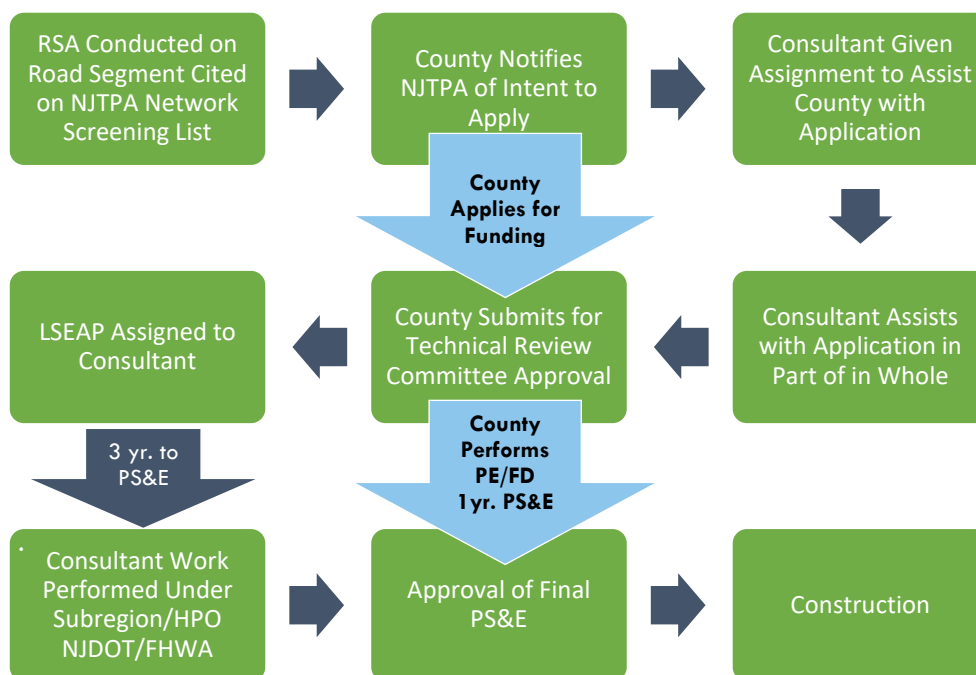 RSA Conducted on
Road Segment Cited
on NJTPA Network
Screening List
County Notifies
NJTPA of Intent to
Apply
Consultant Given
Assignment to Assist
County with
Application
County
Applies for
Funding
LSEAP Assigned to
Consultant
County Submits for
Technical Review
Committee Approval
Consultant Assists
with Application in
Part of in Whole
3 yr. to
PS&E
County
Performs
PE/FD
1yr. PS&E
.
Consultant Work
Performed Under
Subregion/HPO
NJDOT/FHWA
Approval of Final
PS&E
Construction